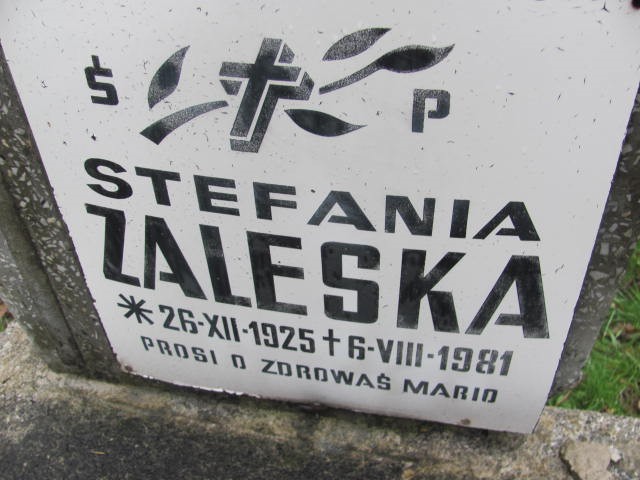 Ś P
STEFANIA
ZALESKA
* 26-XII-1925 † 6-VIII-1981
PROSI O ZDROWAŚ MARIO